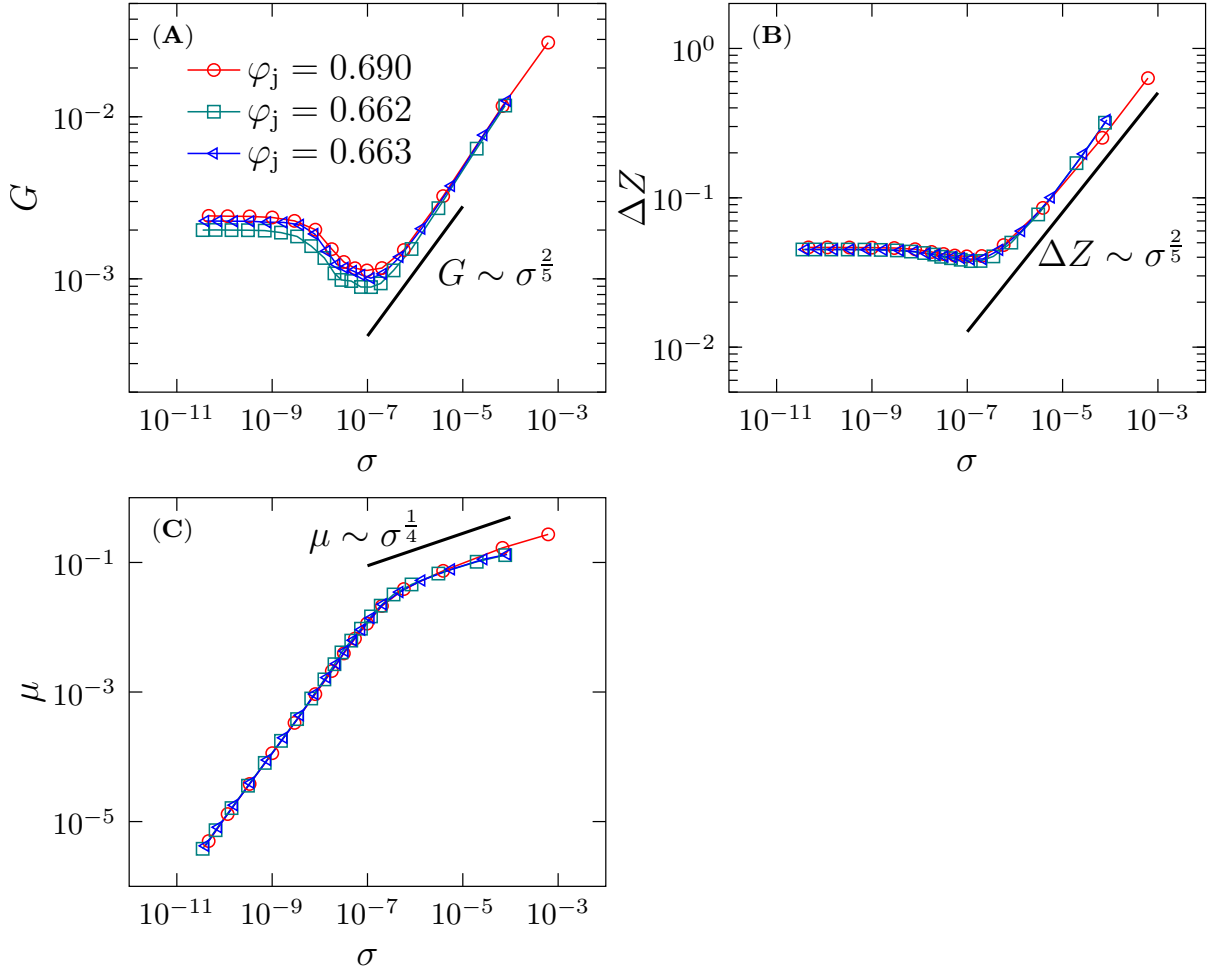 (A)
φⱼ = 0.690
φⱼ = 0.662
φⱼ = 0.663
G ∼ σ^{2/5}
10⁻²
10⁻³
G
10⁻¹¹ 10⁻⁹ 10⁻⁷ 10⁻⁵ 10⁻³
σ
(B)
ΔZ ∼ σ^{2/5}
10⁰
10⁻¹
10⁻²
ΔZ
10⁻¹¹ 10⁻⁹ 10⁻⁷ 10⁻⁵ 10⁻³
σ
(C)
μ ∼ σ^{1/4}
10⁻¹
10⁻³
10⁻⁵
μ
10⁻¹¹ 10⁻⁹ 10⁻⁷ 10⁻⁵ 10⁻³
σ